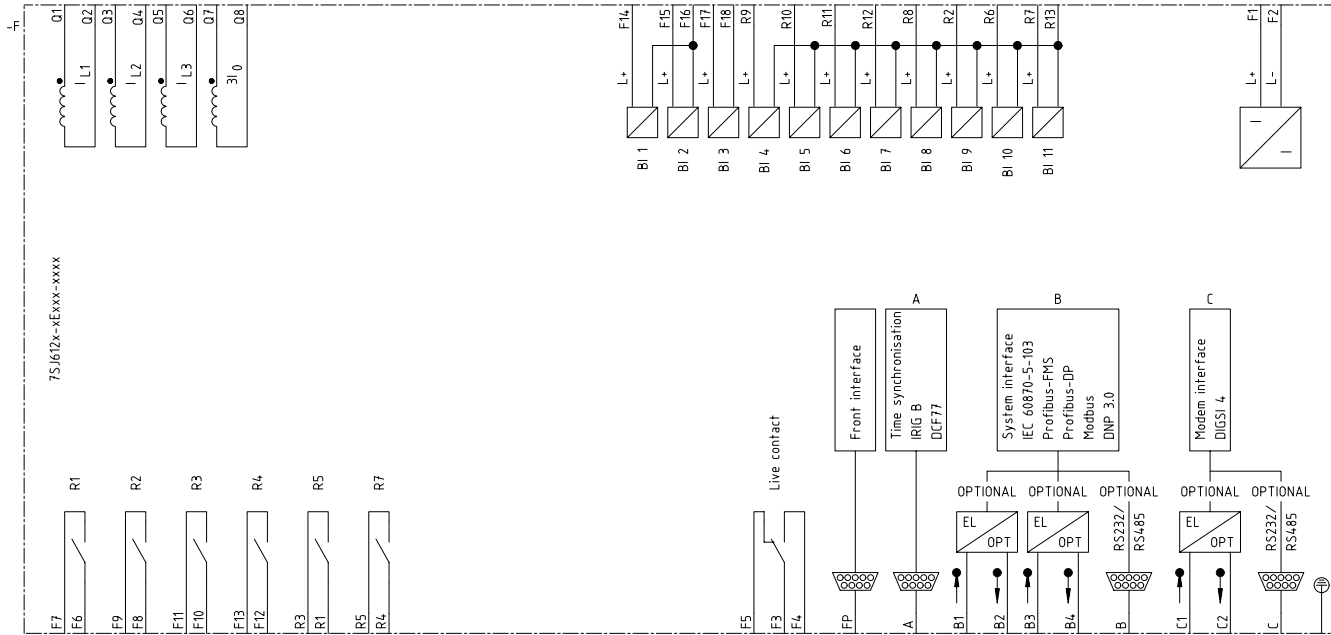 -F
Q1
Q2
Q3
Q4
Q5
Q6
Q7
Q8
I L1
I L2
I L3
3I 0
F14
F15
F16
F17
F18
R9
R10
R11
R12
R8
R2
R6
R7
R13
L+
L+
L+
L+
L+
L+
L+
L+
L+
L+
L+
BI 1
BI 2
BI 3
BI 4
BI 5
BI 6
BI 7
BI 8
BI 9
BI 10
BI 11
F1
F2
L+
L-
7SJ612x-xExxx-xxxx
R1
R2
R3
R4
R5
R7
F7
F6
F9
F8
F11
F10
F13
F12
R3
R1
R5
R4
Live contact
F5
F3
F4
Front interface
FP
A
Time synchronisation
IRIG B
DCF77
A
B
System interface
IEC 60870-5-103
Profibus-FMS
Profibus-DP
Modbus
DNP 3.0
OPTIONAL
OPTIONAL
OPTIONAL
EL
OPT
EL
OPT
RS232/
RS485
B1
B2
B3
B4
B
C
Modem interface
DIGSI 4
OPTIONAL
OPTIONAL
EL
OPT
RS232/
RS485
C1
C2
C